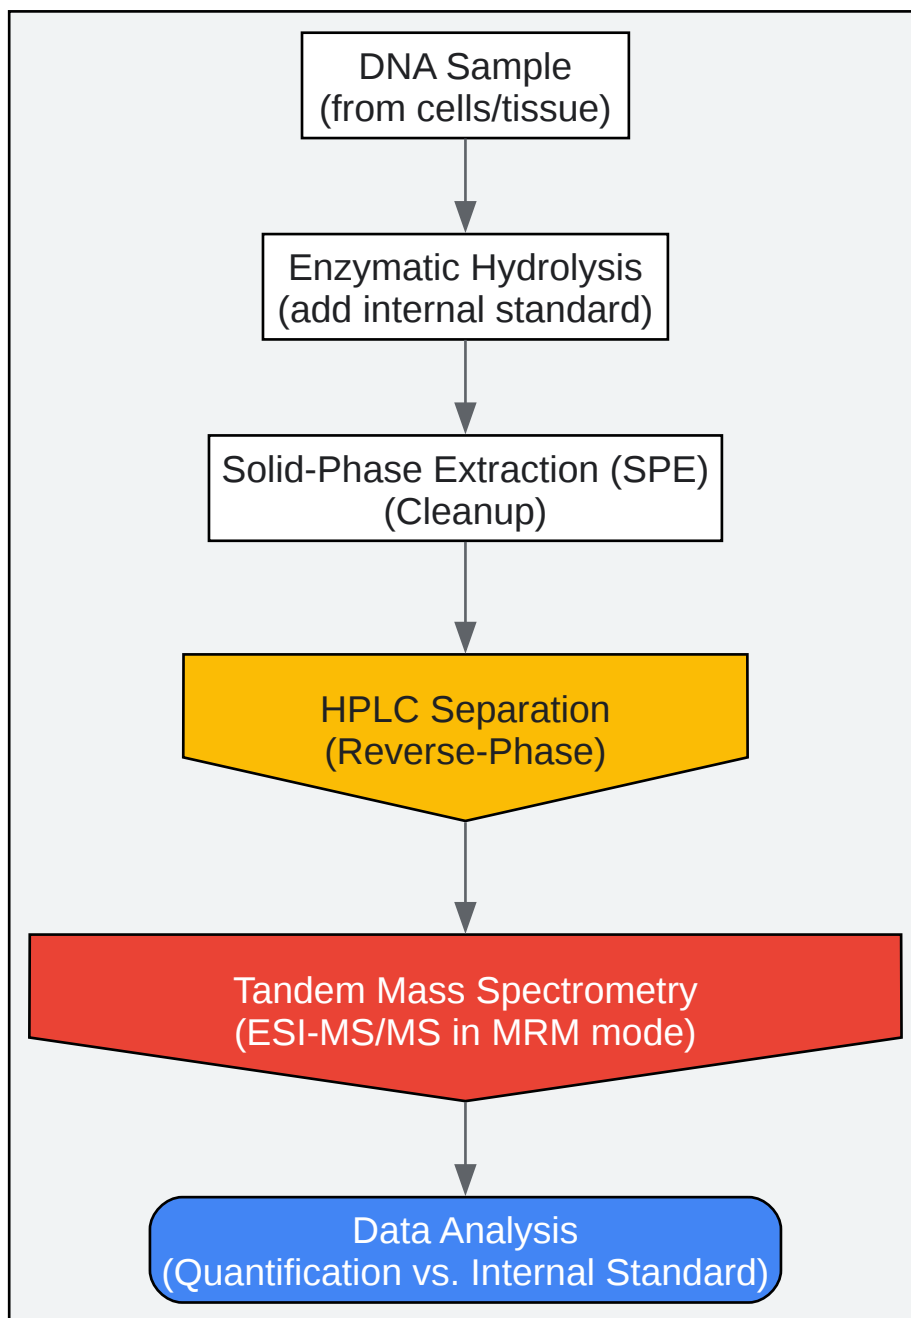 DNA Sample
(from cells/tissue)
Enzymatic Hydrolysis
(add internal standard)
Solid-Phase Extraction (SPE)
(Cleanup)
HPLC Separation
(Reverse-Phase)
Tandem Mass Spectrometry
(ESI-MS/MS in MRM mode)
Data Analysis
(Quantification vs. Internal Standard)